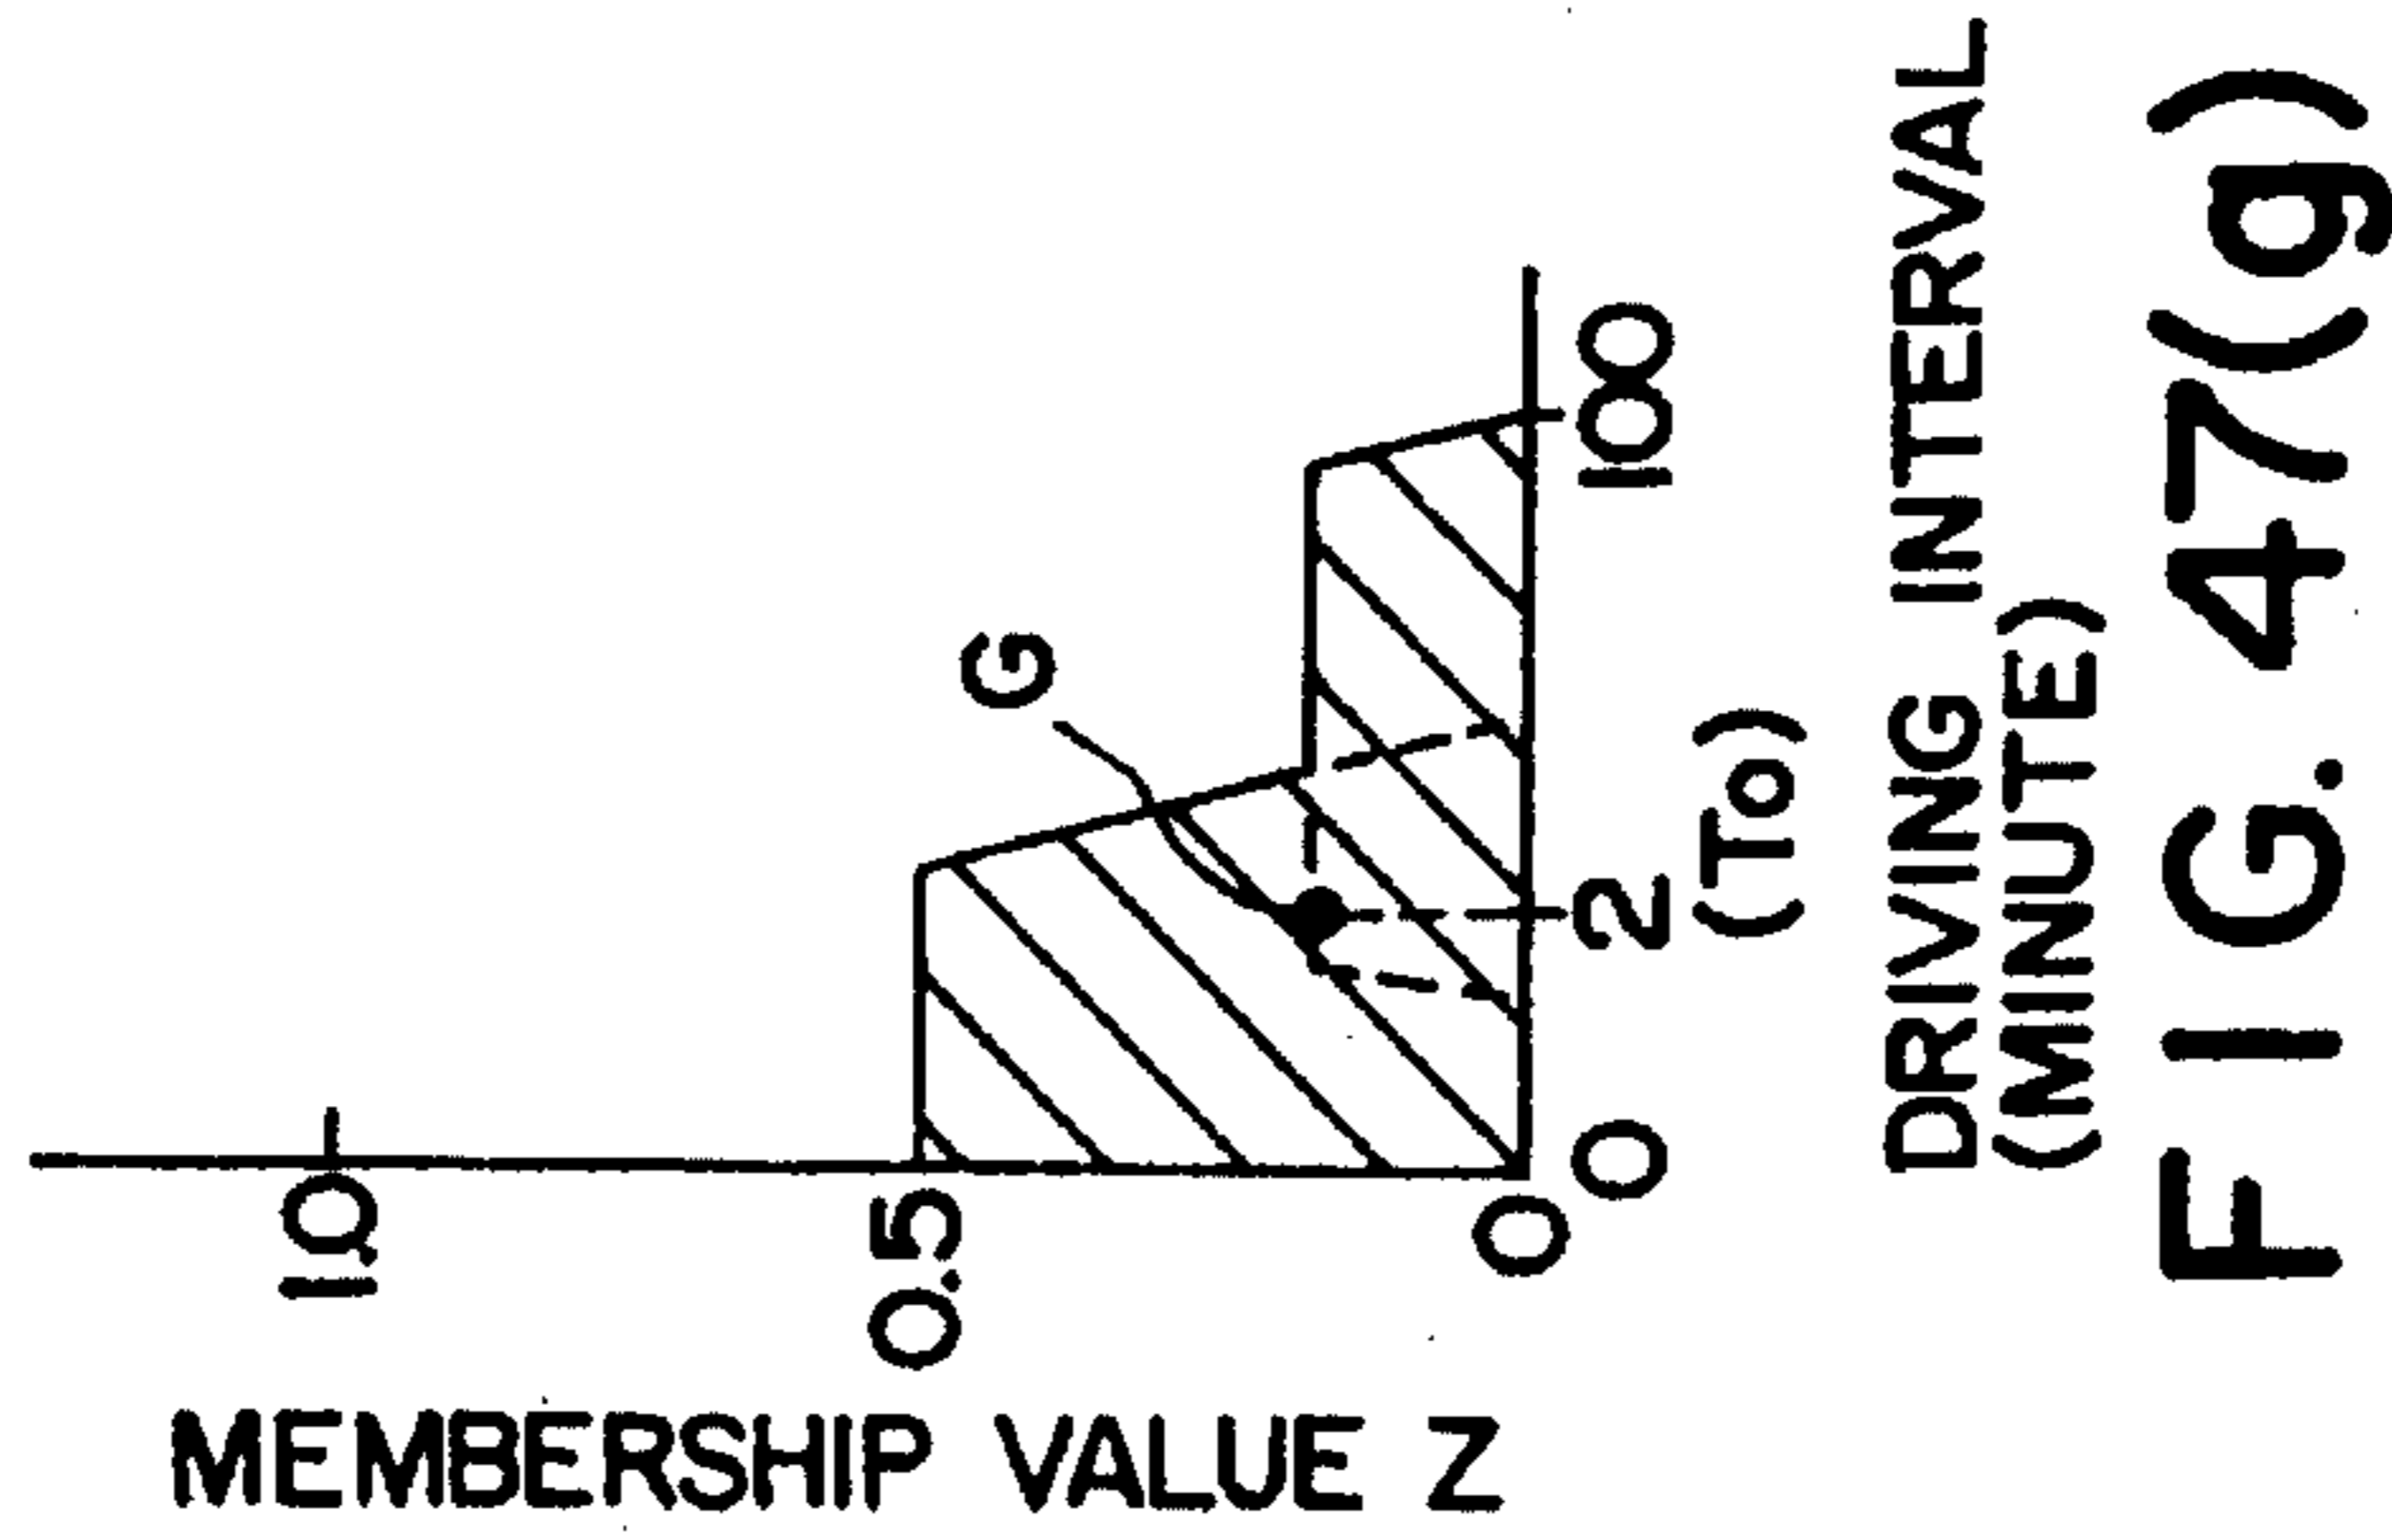 MEMBERSHIP VALUE Z
1.0
0.5
0
G
0
2
100
(To)
DRIVING INTERVAL
(MINUTE)
FIG. 47(g)